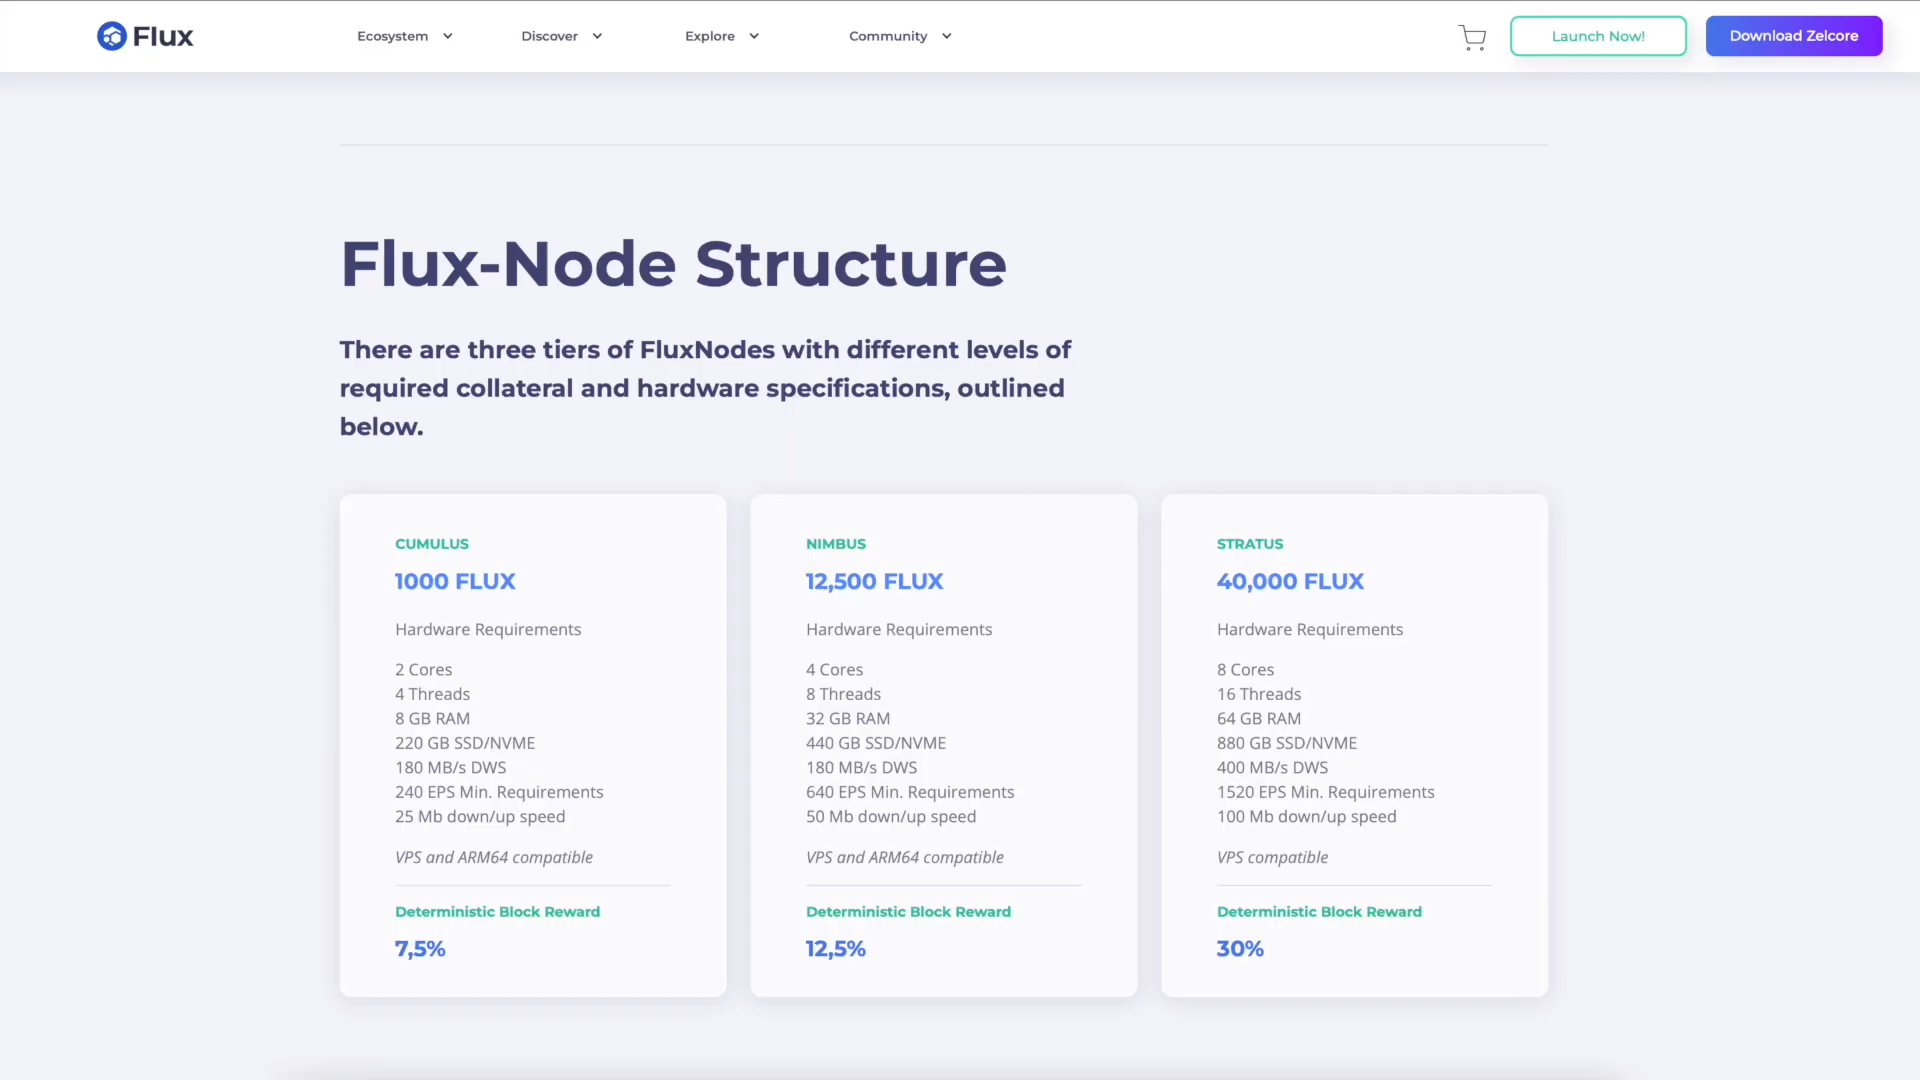 Flux
Ecosystem
Discover
Explore
Community
Launch Now!
Download Zelcore
Flux-Node Structure
There are three tiers of FluxNodes with different levels of
required collateral and hardware specifications, outlined
below.
CUMULUS
1000 FLUX
Hardware Requirements
2 Cores
4 Threads
8 GB RAM
220 GB SSD/NVME
180 MB/s DWS
240 EPS Min. Requirements
25 Mb down/up speed
VPS and ARM64 compatible
Deterministic Block Reward
7,5%
NIMBUS
12,500 FLUX
Hardware Requirements
4 Cores
8 Threads
32 GB RAM
440 GB SSD/NVME
180 MB/s DWS
640 EPS Min. Requirements
50 Mb down/up speed
VPS and ARM64 compatible
Deterministic Block Reward
12,5%
STRATUS
40,000 FLUX
Hardware Requirements
8 Cores
16 Threads
64 GB RAM
880 GB SSD/NVME
400 MB/s DWS
1520 EPS Min. Requirements
100 Mb down/up speed
VPS compatible
Deterministic Block Reward
30%